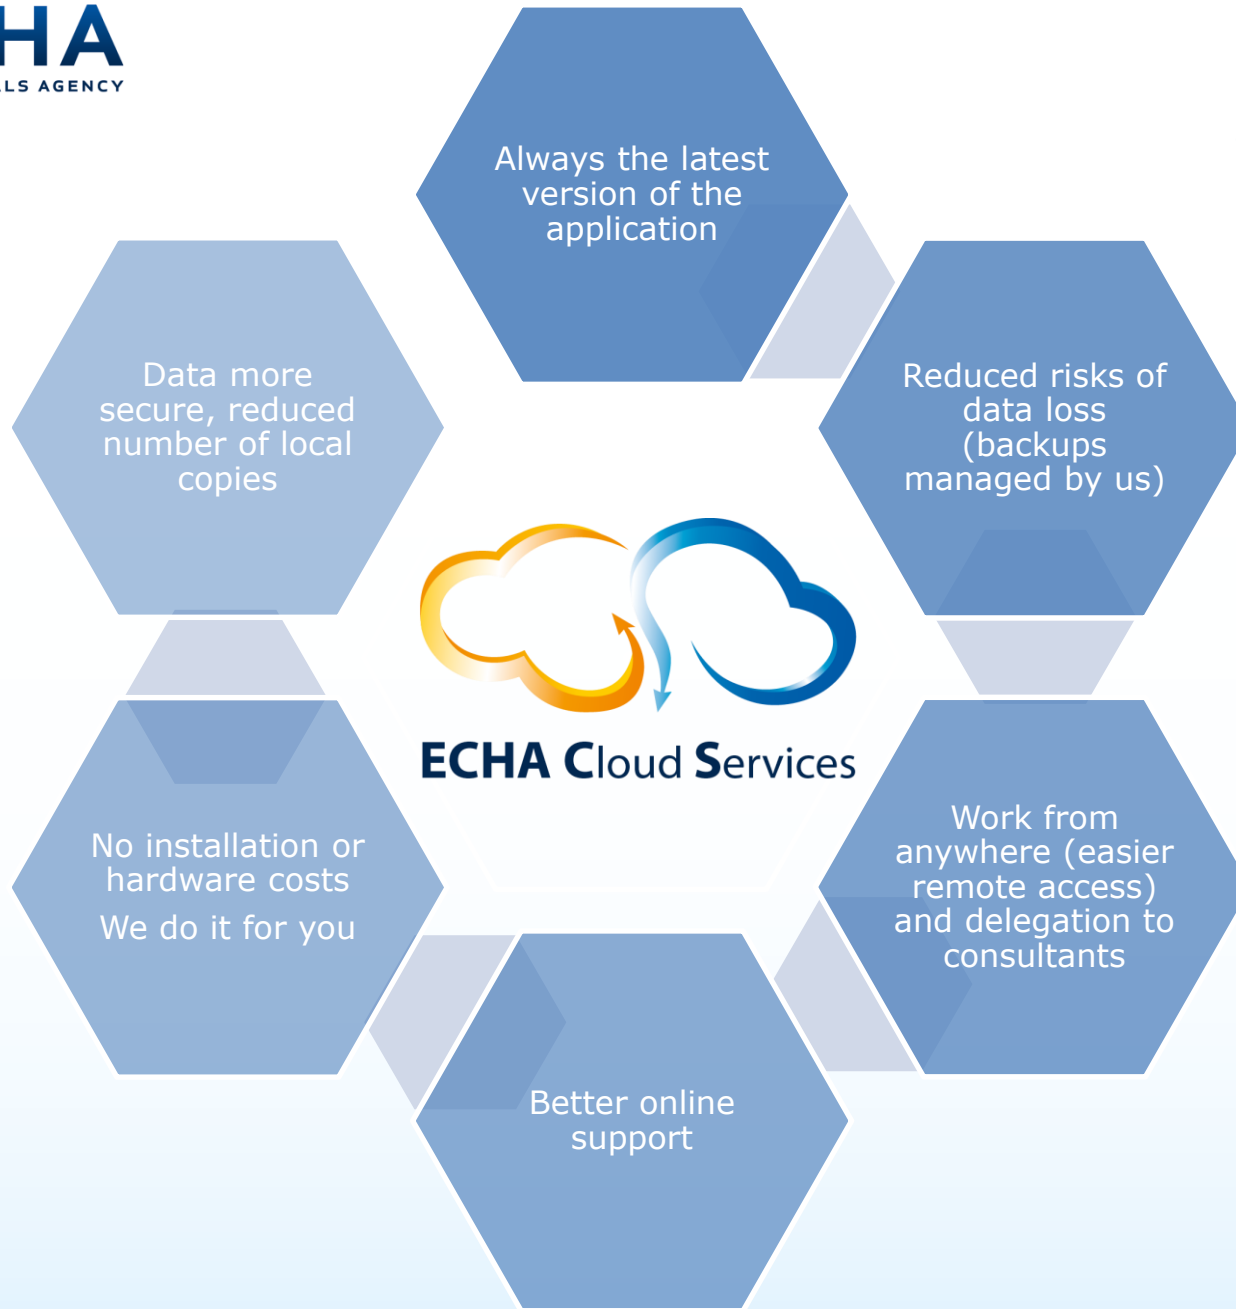 HA
LS AGENCY
Always the latest
version of the
application
Reduced risks of
data loss
(backups
managed by us)
Work from
anywhere (easier
remote access)
and delegation to
consultants
Better online
support
No installation or
hardware costs
We do it for you
Data more
secure, reduced
number of local
copies
ECHA Cloud Services